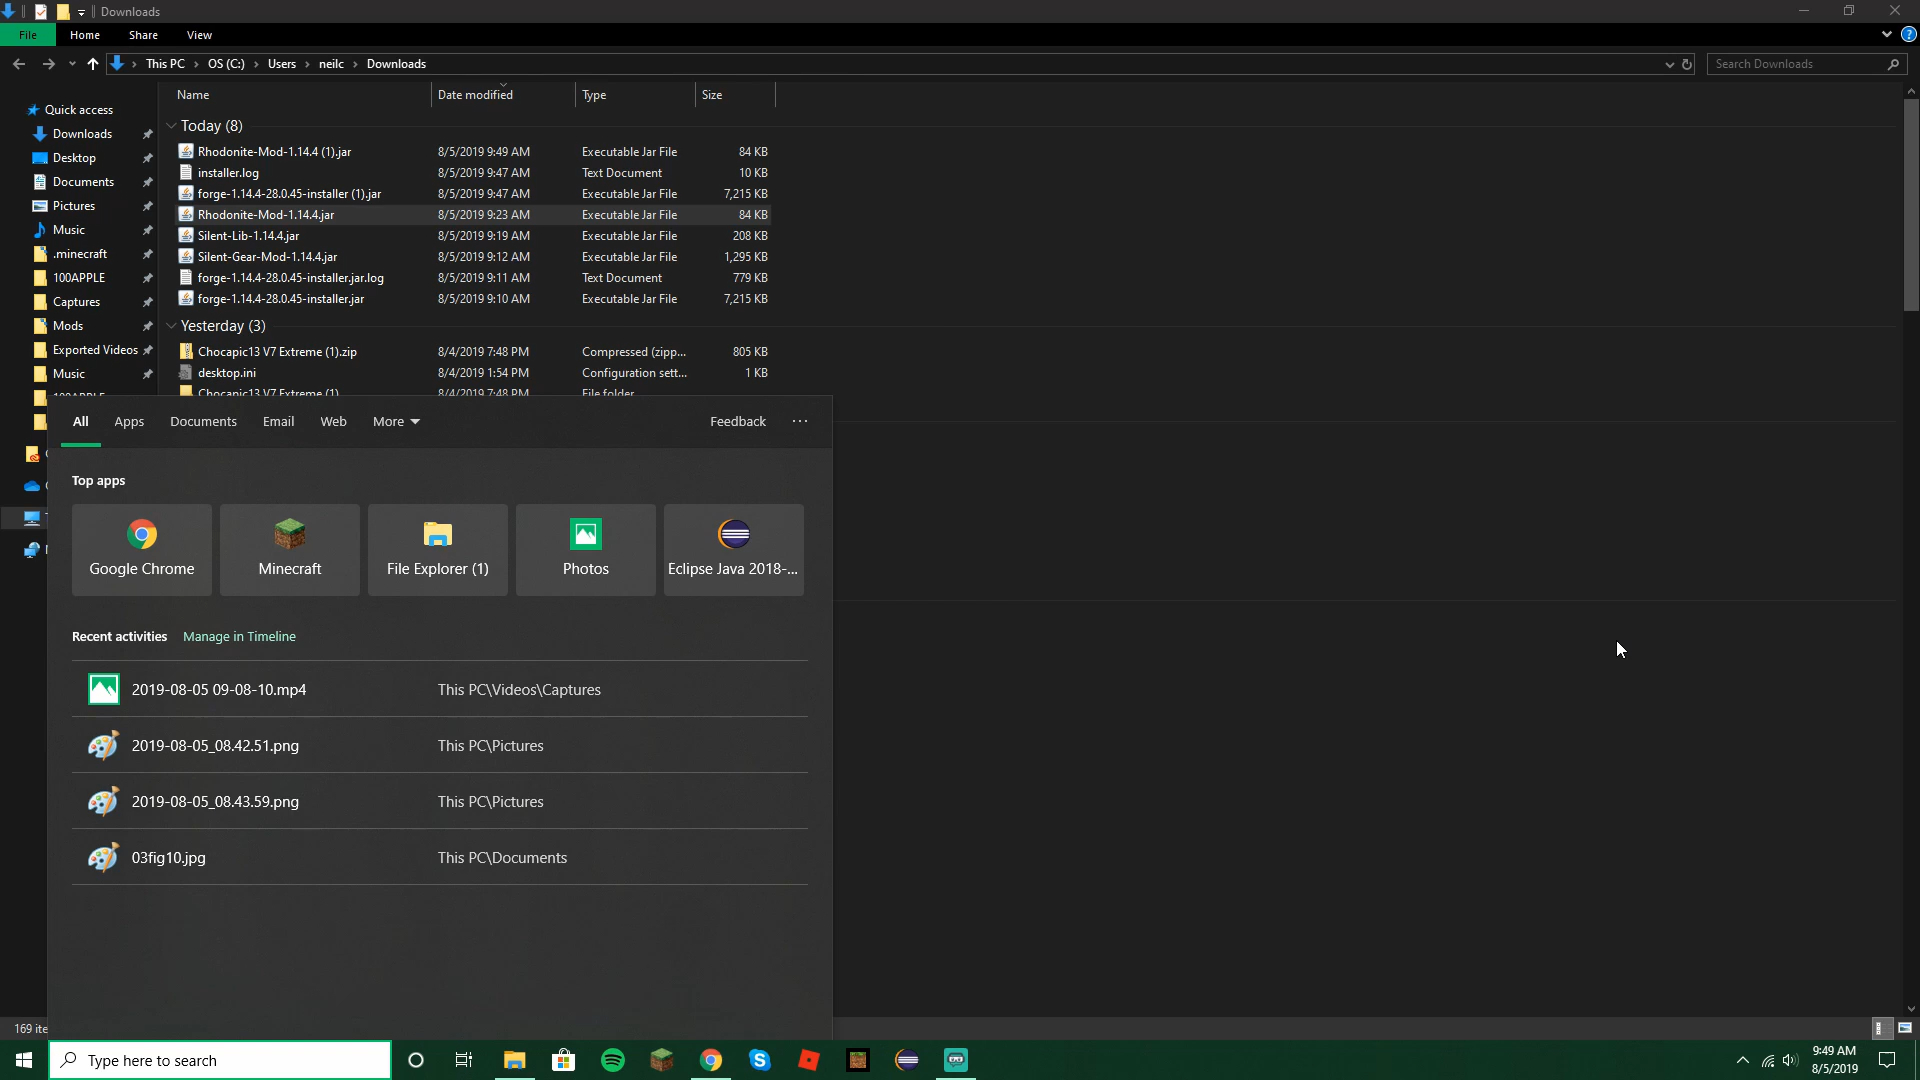 Downloads
File Home Share View
This PC OS (C:) Users neilc Downloads
Search Downloads
Name Date modified Type Size
Quick access
Downloads
Desktop
Documents
Pictures
Music
.minecraft
100APPLE
Captures
Mods
Exported Videos
Music
Today (8)
Rhodonite-Mod-1.14.4 (1).jar 8/5/2019 9:49 AM Executable Jar File 84 KB
installer.log 8/5/2019 9:47 AM Text Document 10 KB
forge-1.14.4-28.0.45-installer (1).jar 8/5/2019 9:47 AM Executable Jar File 7,215 KB
Rhodonite-Mod-1.14.4.jar 8/5/2019 9:23 AM Executable Jar File 84 KB
Silent-Lib-1.14.4.jar 8/5/2019 9:19 AM Executable Jar File 208 KB
Silent-Gear-Mod-1.14.4.jar 8/5/2019 9:12 AM Executable Jar File 1,295 KB
forge-1.14.4-28.0.45-installer.jar.log 8/5/2019 9:11 AM Text Document 779 KB
forge-1.14.4-28.0.45-installer.jar 8/5/2019 9:10 AM Executable Jar File 7,215 KB
Yesterday (3)
Chocapic13 V7 Extreme (1).zip 8/4/2019 7:48 PM Compressed (zipp... 805 KB
desktop.ini 8/4/2019 1:54 PM Configuration sett... 1 KB
Chocapic13 V7 Extreme (1) 8/4/2019 7:48 PM File folder
All Apps Documents Email Web More Feedback ...
Top apps
Google Chrome Minecraft File Explorer (1) Photos Eclipse Java 2018-...
Recent activities Manage in Timeline
2019-08-05 09-08-10.mp4 This PC\Videos\Captures
2019-08-05_08.42.51.png This PC\Pictures
2019-08-05_08.43.59.png This PC\Pictures
03fig10.jpg This PC\Documents
169 ite
Type here to search
9:49 AM
8/5/2019